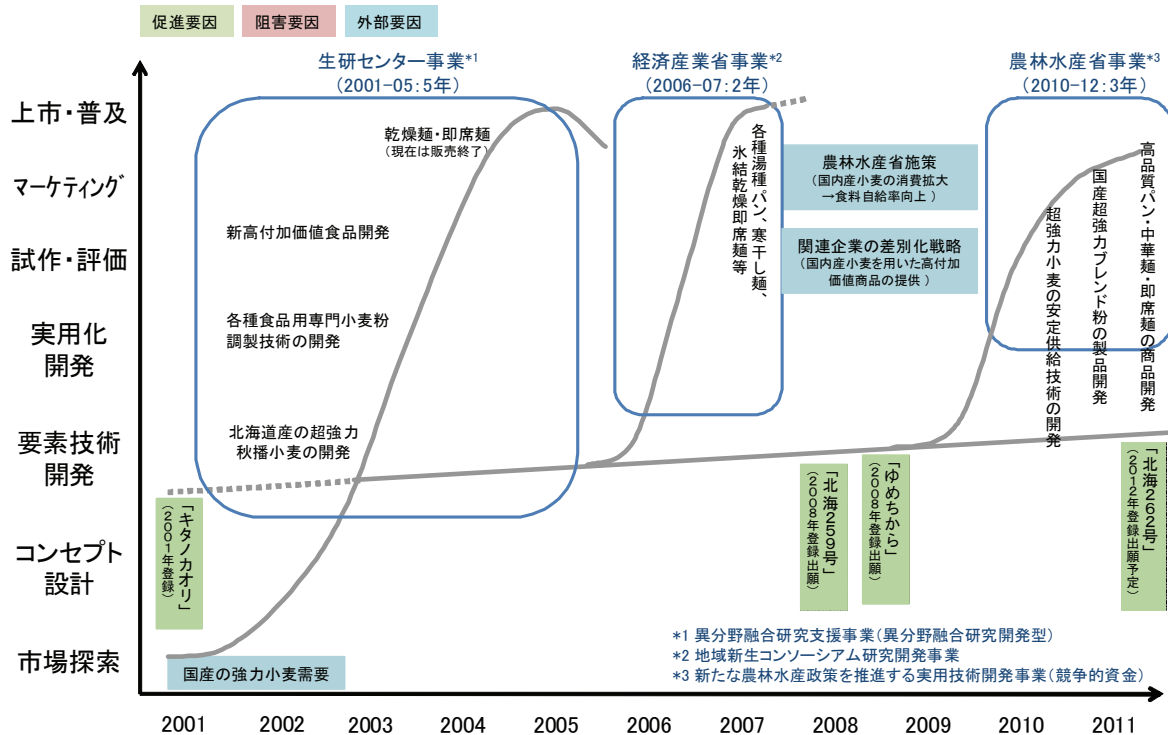 促進要因
阻害要因
外部要因
生研センター事業*1
(2001-05:5年)
経済産業省事業*2
(2006-07:2年)
農林水産省事業*3
(2010-12:3年)
上市・普及
マーケティング
試作・評価
実用化
開発
要素技術
開発
コンセプト
設計
市場探索
乾燥麺・即席麺
(現在は販売終了)
新高付加価値食品開発
各種食品用専門小麦粉
調製技術の開発
北海道産の超強力
秋播小麦の開発
各種湯種パン、寒干し麺、
氷結乾燥即席麺等
農林水産省施策
(国内産小麦の消費拡大
→食料自給率向上)
関連企業の差別化戦略
(国内産小麦を用いた高付加
価値商品の提供)
超強力小麦の安定供給技術の開発
国産超強力ブレンド粉の製品開発
高品質パン・中華麺・即席麺の商品開発
「キタノカオリ」
(2001年登録)
「北海259号」
(2008年登録出願)
「ゆめちから」
(2008年登録出願)
「北海262号」
(2012年登録出願予定)
国産の強力小麦需要
*1 異分野融合研究支援事業(異分野融合研究開発型)
*2 地域新生コンソーシアム研究開発事業
*3 新たな農林水産政策を推進する実用技術開発事業(競争的資金)
2001 2002 2003 2004 2005 2006 2007 2008 2009 2010 2011